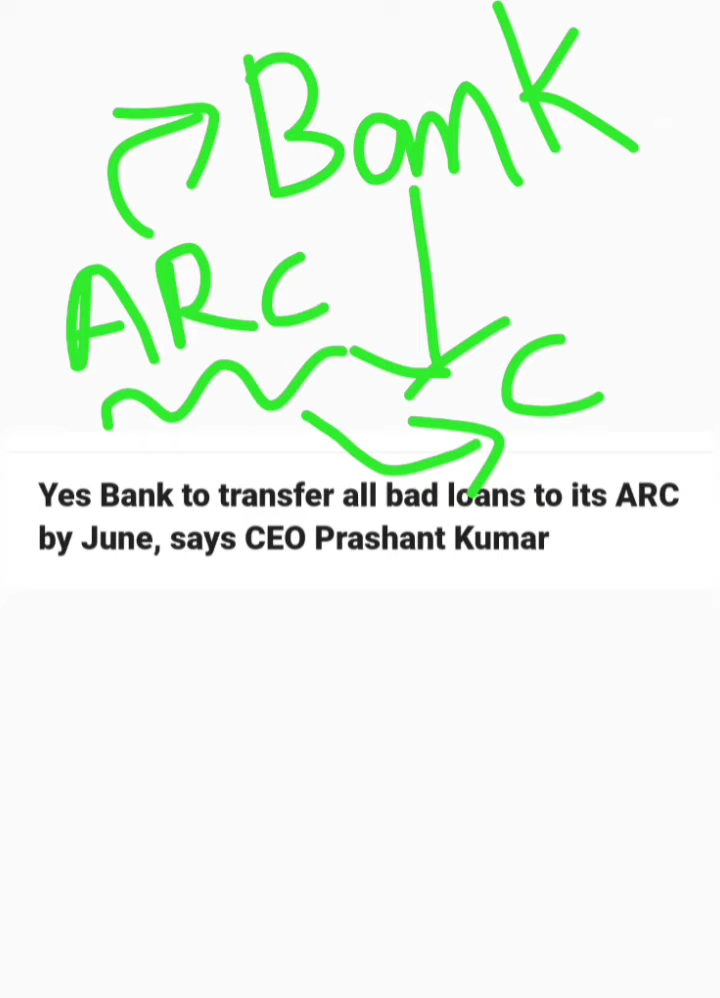 Bank
ARC
C
Yes Bank to transfer all bad loans to its ARC
by June, says CEO Prashant Kumar